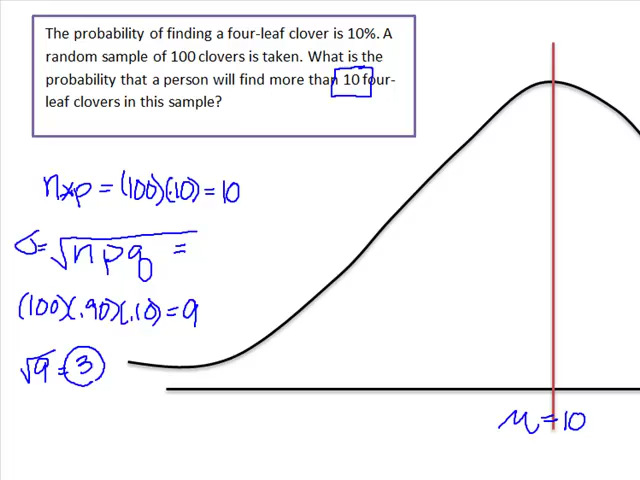 The probability of finding a four-leaf clover is 10%. A
random sample of 100 clovers is taken. What is the
probability that a person will find more than 10 four-
leaf clovers in this sample?
nxp = (100)(.10) = 10
σ = √npq =
(100)(.90)(.10) = 9
√9 = 3
μ = 10